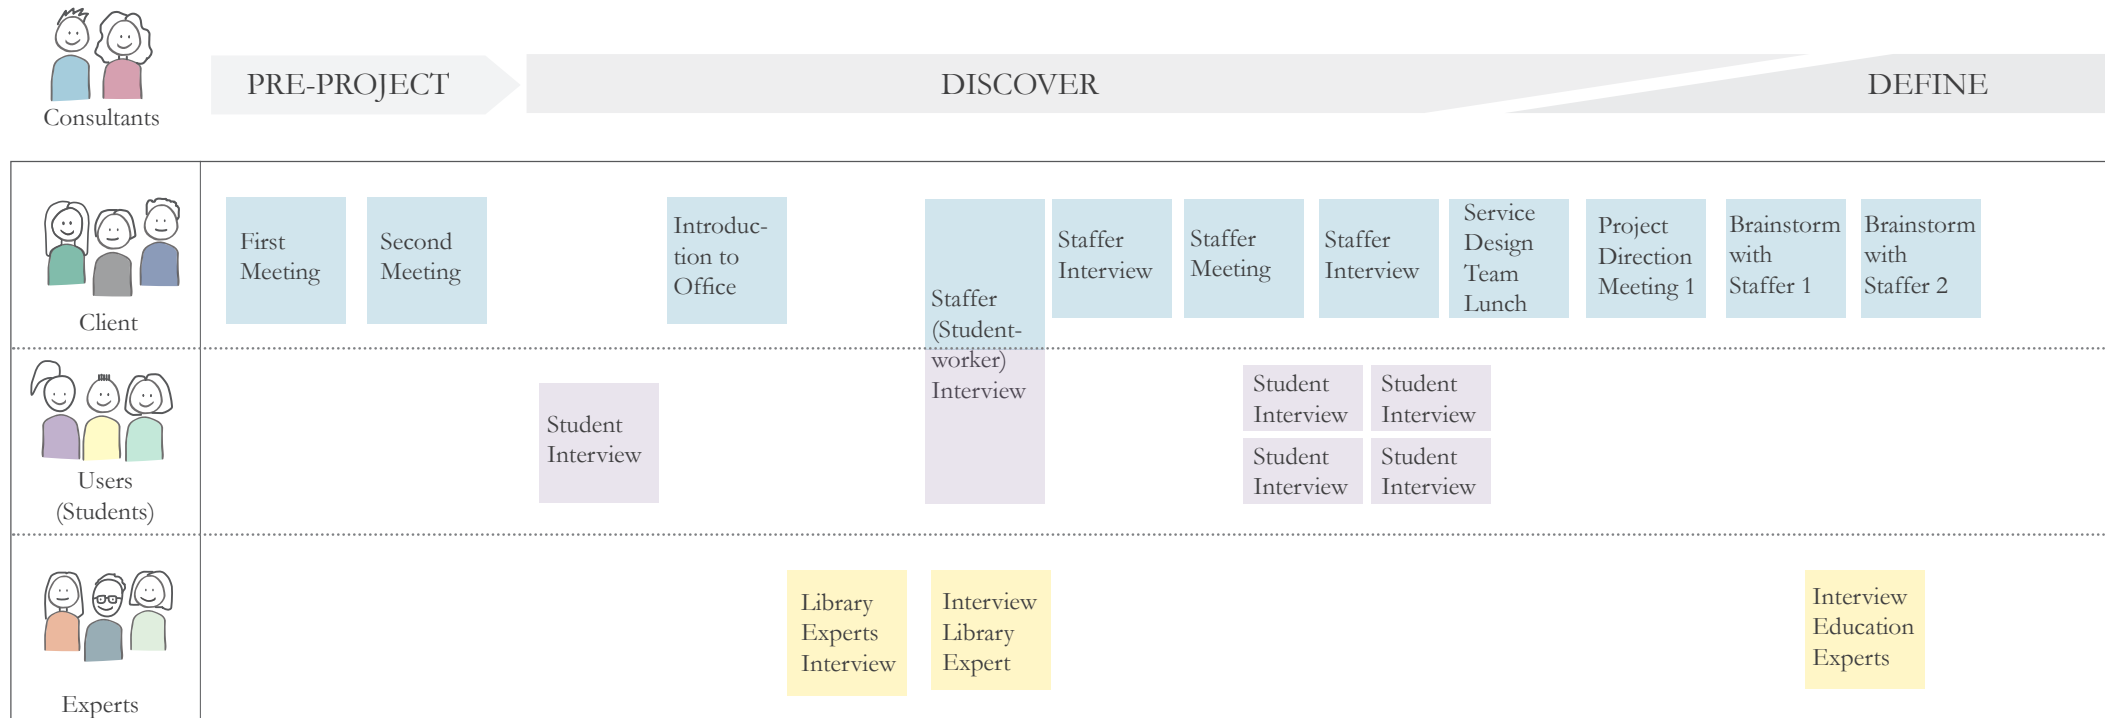 Consultants
PRE-PROJECT
DISCOVER
DEFINE
Client
First
Meeting
Second
Meeting
Introduc-
tion to
Office
Staffer
(Student-
worker)
Interview
Staffer
Interview
Staffer
Meeting
Staffer
Interview
Service
Design
Team
Lunch
Project
Direction
Meeting 1
Brainstorm
with
Staffer 1
Brainstorm
with
Staffer 2
Users
(Students)
Student
Interview
Student
Interview
Student
Interview
Student
Interview
Student
Interview
Experts
Library
Experts
Interview
Interview
Library
Expert
Interview
Education
Experts